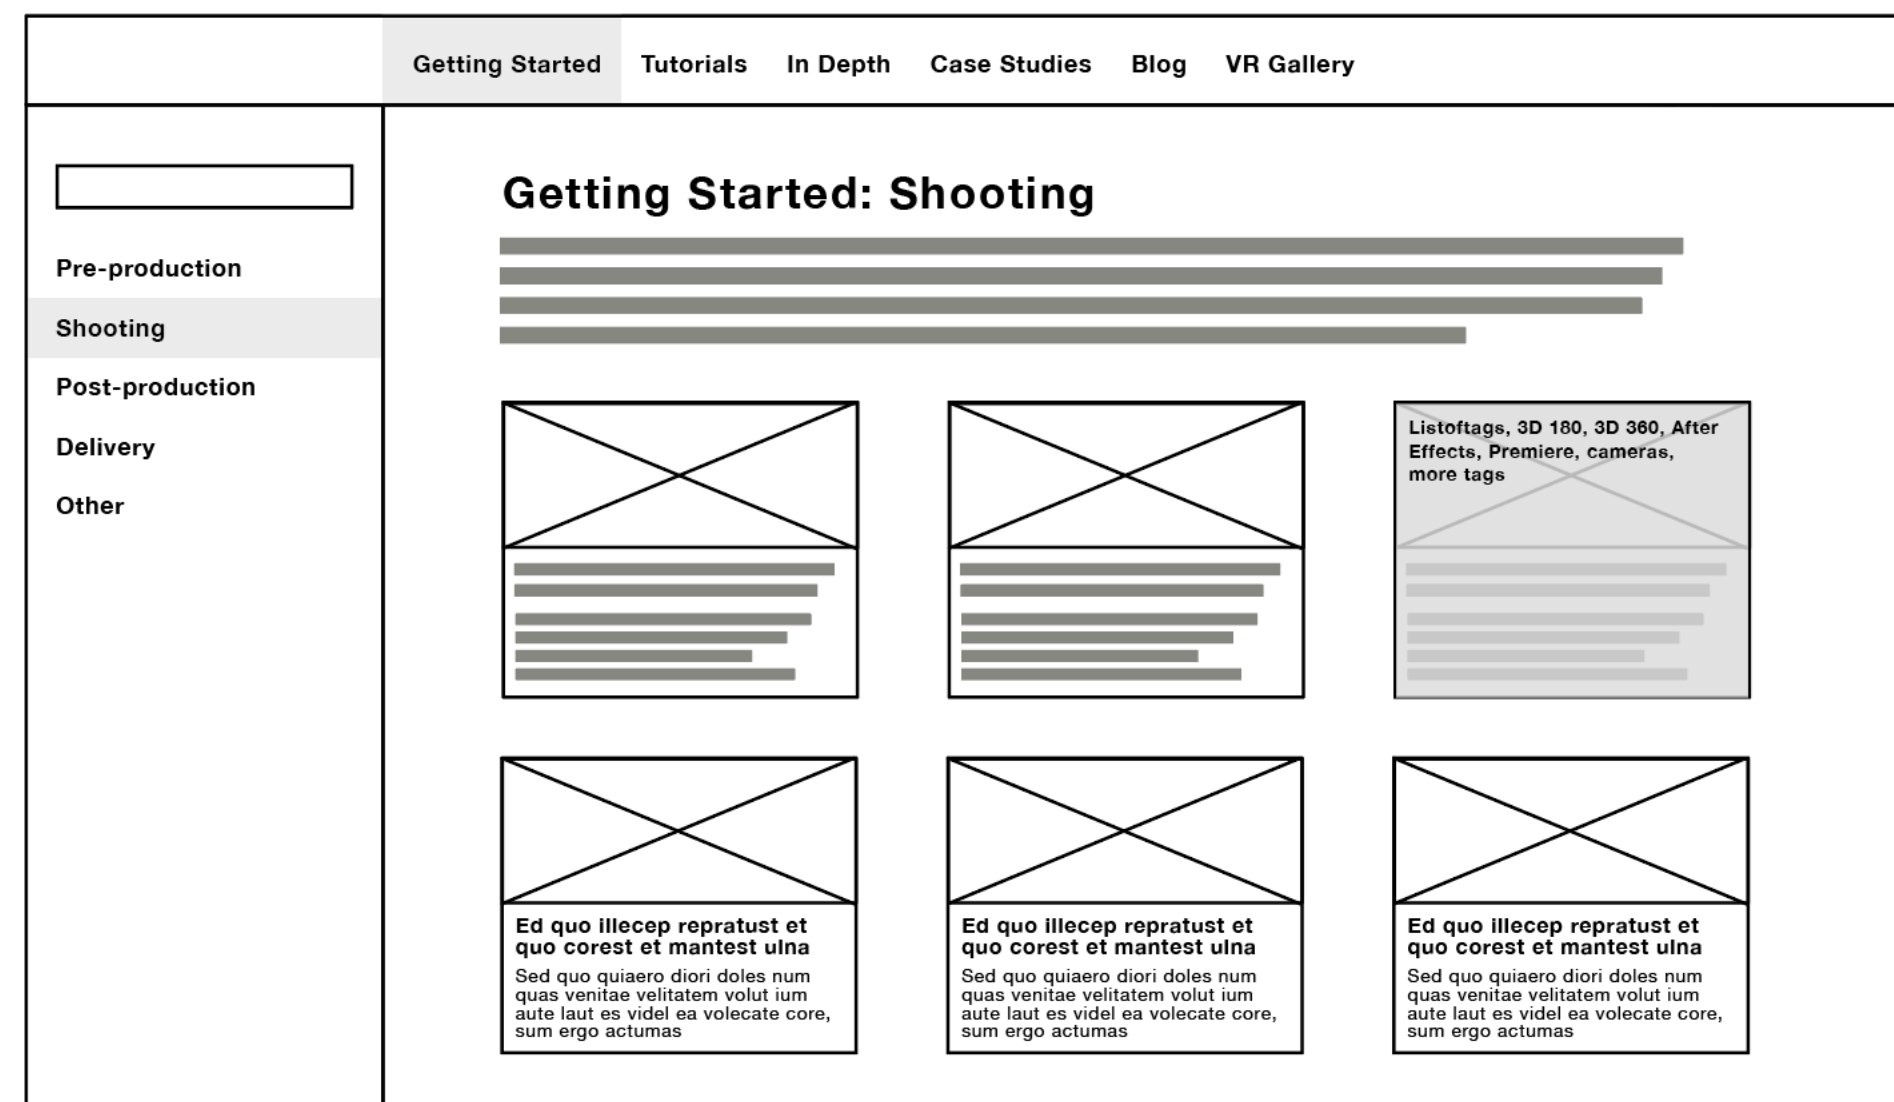 Getting Started Tutorials In Depth Case Studies Blog VR Gallery
Pre-production
Shooting
Post-production
Delivery
Other
Getting Started: Shooting
Listoftags, 3D 180, 3D 360, After
Effects, Premiere, cameras,
more tags
Ed quo illecep repratust et
quo corest et mantest ulna
Sed quo quiaero diori doles num
quas venitae velitatem volut ium
aute laut es videl ea volecate core,
sum ergo actumas
Ed quo illecep repratust et
quo corest et mantest ulna
Sed quo quiaero diori doles num
quas venitae velitatem volut ium
aute laut es videl ea volecate core,
sum ergo actumas
Ed quo illecep repratust et
quo corest et mantest ulna
Sed quo quiaero diori doles num
quas venitae velitatem volut ium
aute laut es videl ea volecate core,
sum ergo actumas